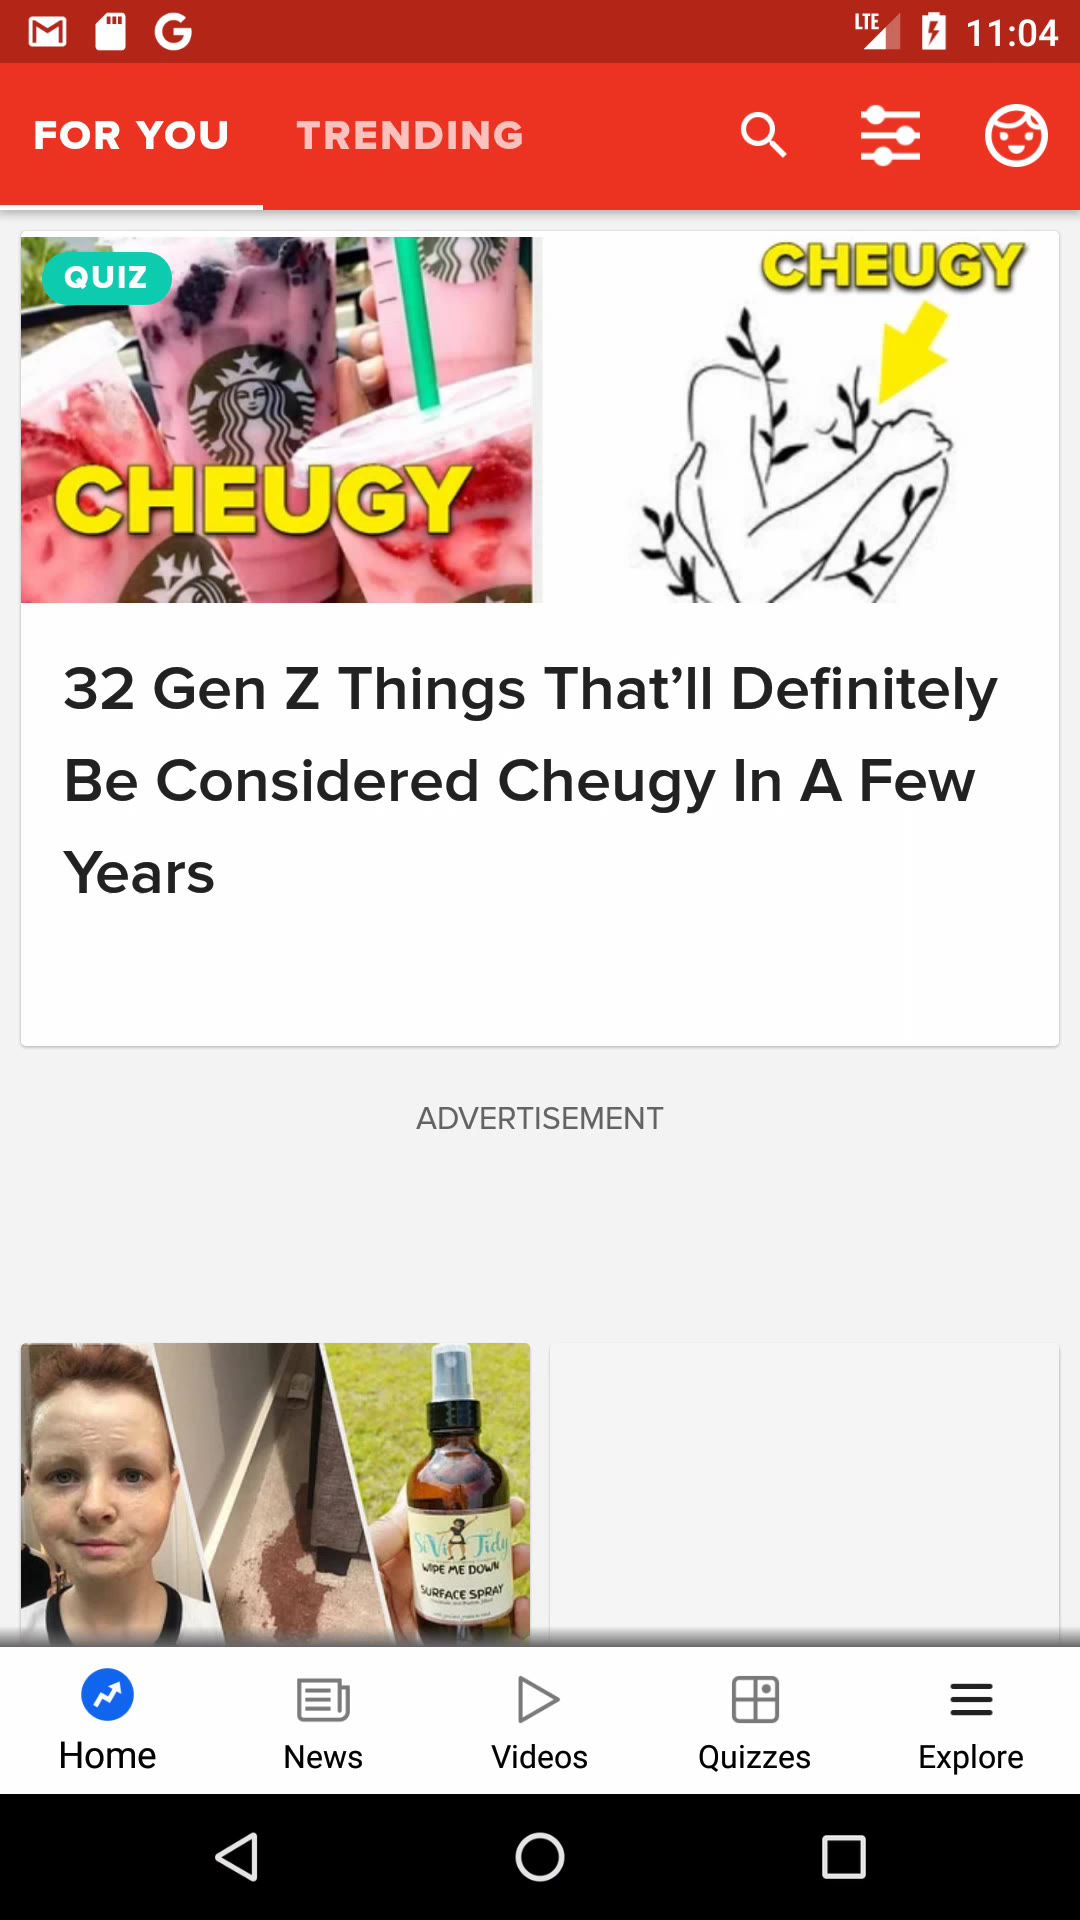 LTE 11:04
FOR YOU TRENDING
QUIZ
CHEUGY
CHEUGY
32 Gen Z Things That’ll Definitely
Be Considered Cheugy In A Few
Years
ADVERTISEMENT
Tidy
WIPE ME DOWN
SURFACE SPRAY
Home News Videos Quizzes Explore